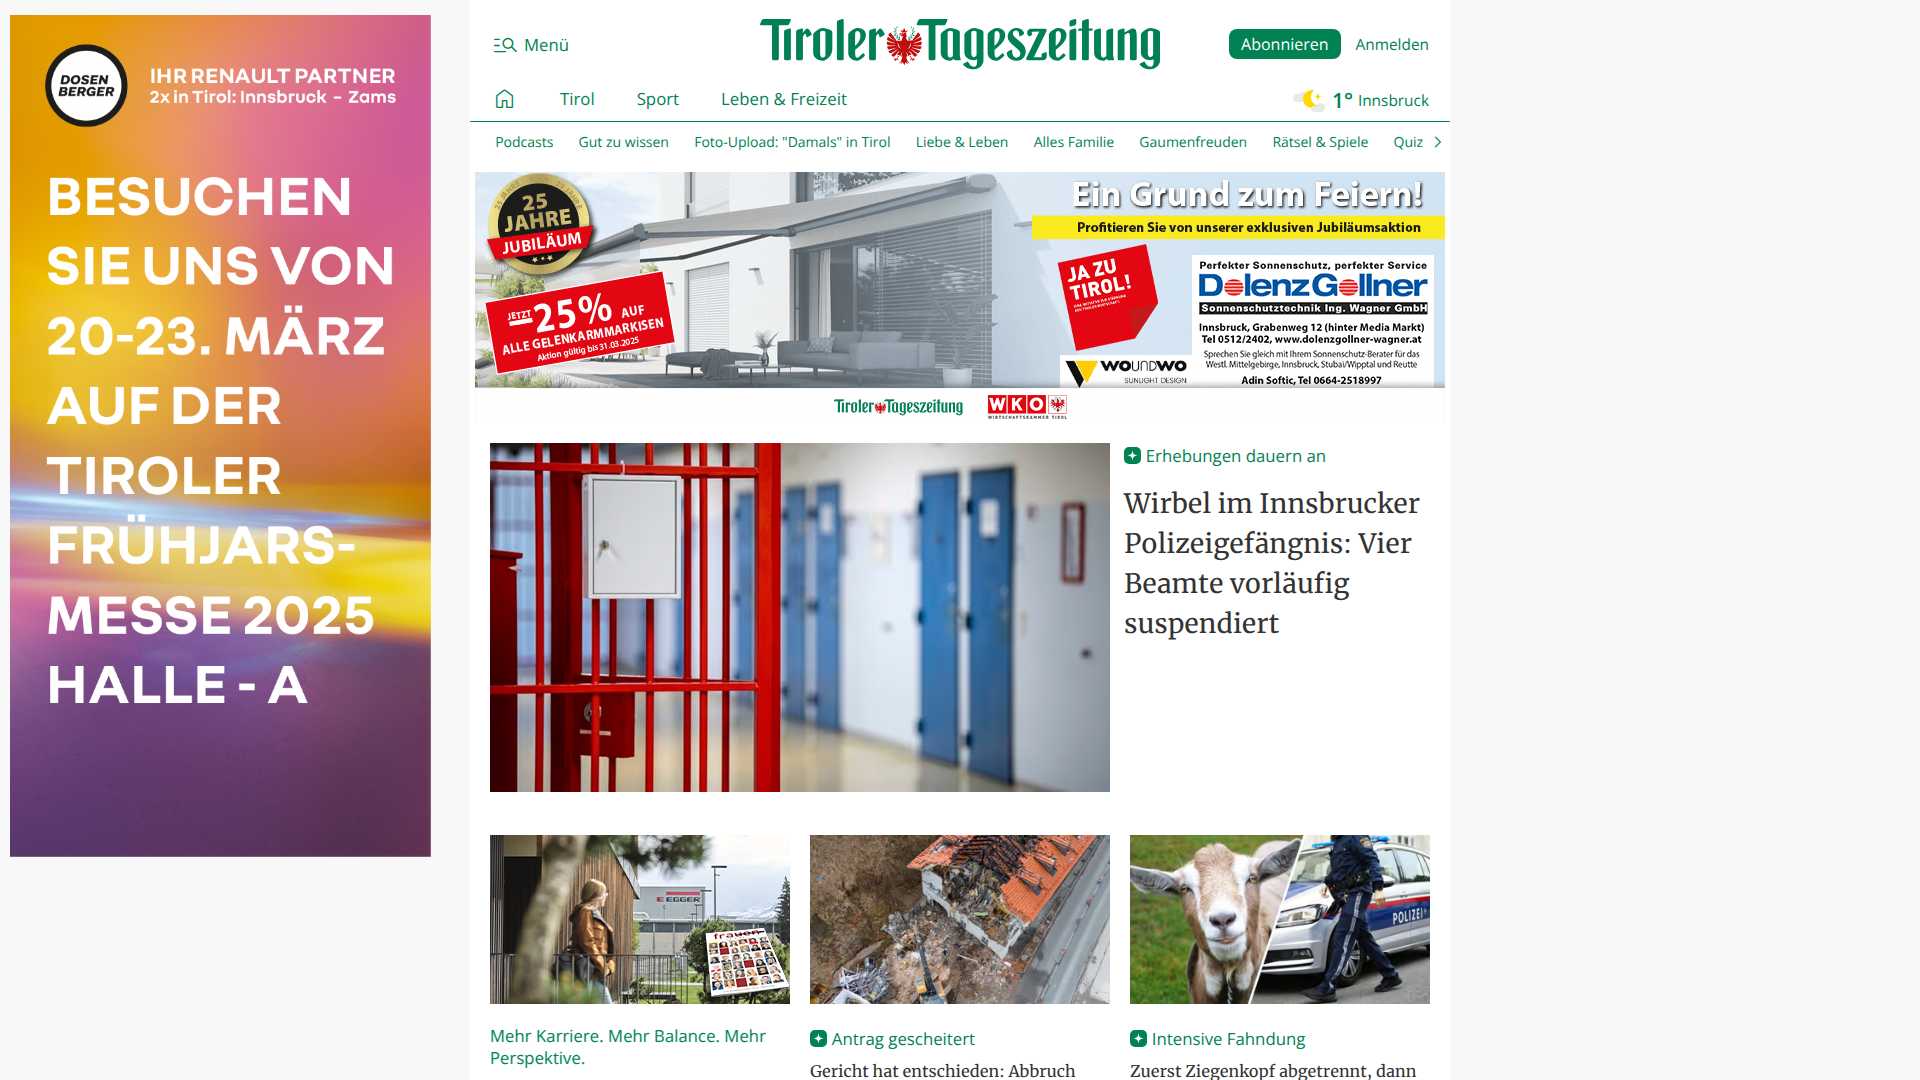 DOSEN
BERGER
IHR RENAULT PARTNER
2x in Tirol: Innsbruck - Zams
BESUCHEN
SIE UNS VON
20-23. MÄRZ
AUF DER
TIROLER
FRÜHJARS-
MESSE 2025
HALLE - A
Menü
Tiroler Tageszeitung
Abonnieren
Anmelden
Tirol
Sport
Leben & Freizeit
1° Innsbruck
Podcasts
Gut zu wissen
Foto-Upload: "Damals" in Tirol
Liebe & Leben
Alles Familie
Gaumenfreuden
Rätsel & Spiele
Quiz
25
JAHRE
JUBILÄUM
JETZT
-25% AUF
ALLE GELENKARMMARKISEN
Aktion gültig bis 31.03.2025
Ein Grund zum Feiern!
Profitieren Sie von unserer exklusiven Jubiläumsaktion
JA ZU
TIROL!
WOUNDWO
SUNLIGHT DESIGN
Perfekter Sonnenschutz, perfekter Service
Dolenz Gollner
Sonnenschutztechnik Ing. Wagner GmbH
Innsbruck, Grabenweg 12 (hinter Media Markt)
Tel 0512/2402, www.dolenzgollner-wagner.at
Sprechen Sie gleich mit Ihrem Sonnenschutz-Berater für das
Westl. Mittelgebirge, Innsbruck, Stubai/Wipptal und Reutte
Adin Softic, Tel 0664-2518997
Tiroler Tageszeitung
WKO
WIRTSCHAFTSKAMMER TIROL
Erhebungen dauern an
Wirbel im Innsbrucker
Polizeigefängnis: Vier
Beamte vorläufig
suspendiert
EGGER
frauen
POLIZEI
Mehr Karriere. Mehr Balance. Mehr
Perspektive.
Antrag gescheitert
Gericht hat entschieden: Abbruch
Intensive Fahndung
Zuerst Ziegenkopf abgetrennt, dann